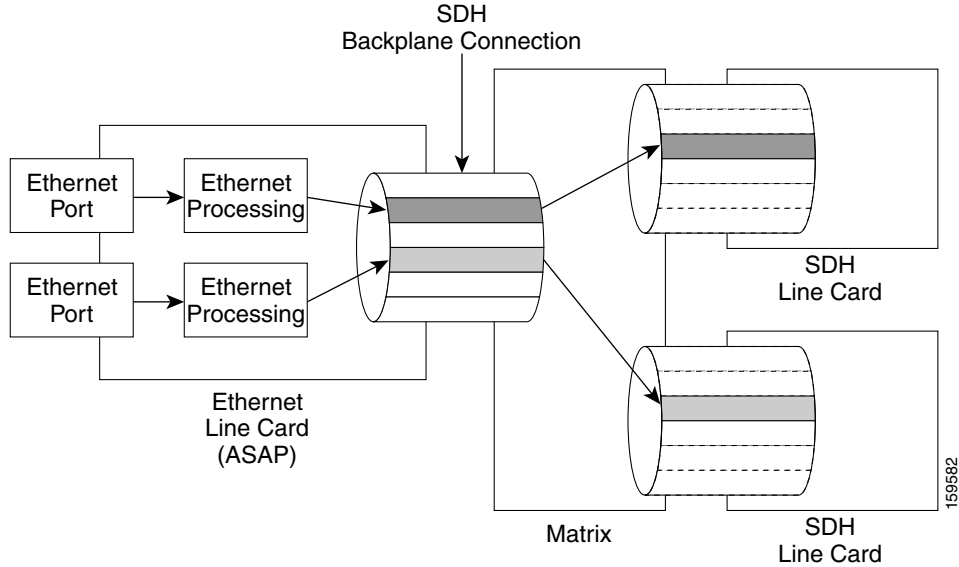 SDH
Backplane Connection
Ethernet
Port
Ethernet
Processing
Ethernet
Port
Ethernet
Processing
SDH
Line Card
Ethernet
Line Card
(ASAP)
Matrix
SDH
Line Card
159582